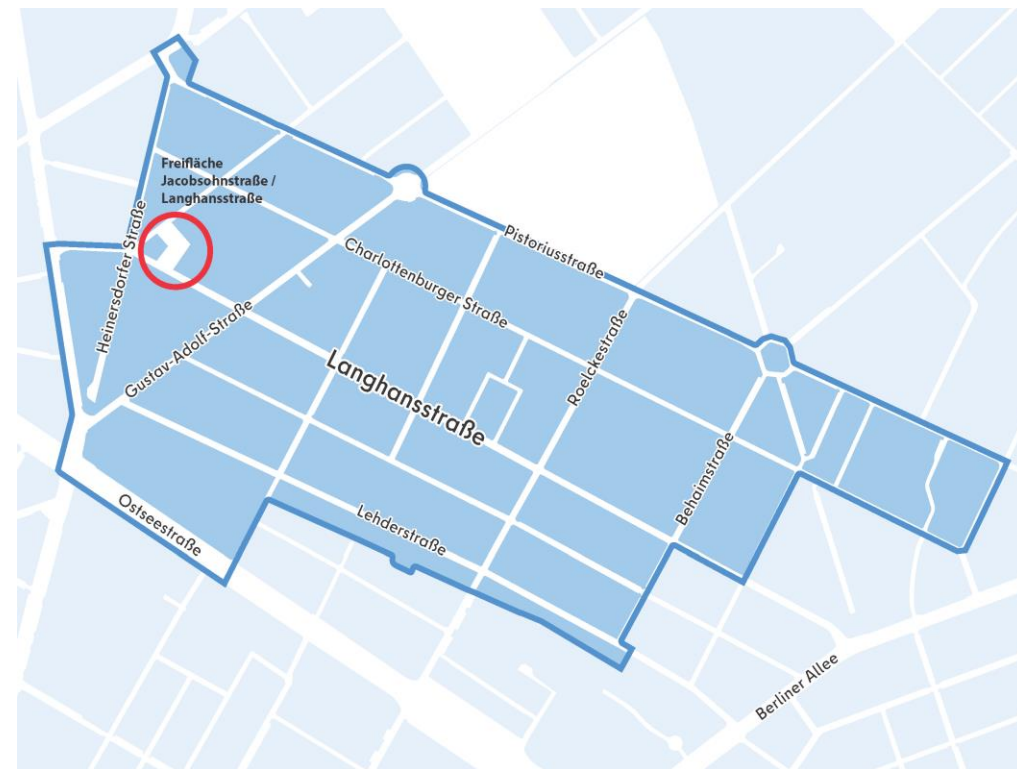 Freifläche
Jacobsohnstraße /
Langhansstraße
Heinersdorfer Straße
Pistoriusstraße
Charlottenburger Straße
Gustav-Adolf-Straße
Roelckestraße
Langhansstraße
Behaimstraße
Ostseestraße
Lehderstraße
Berliner Allee